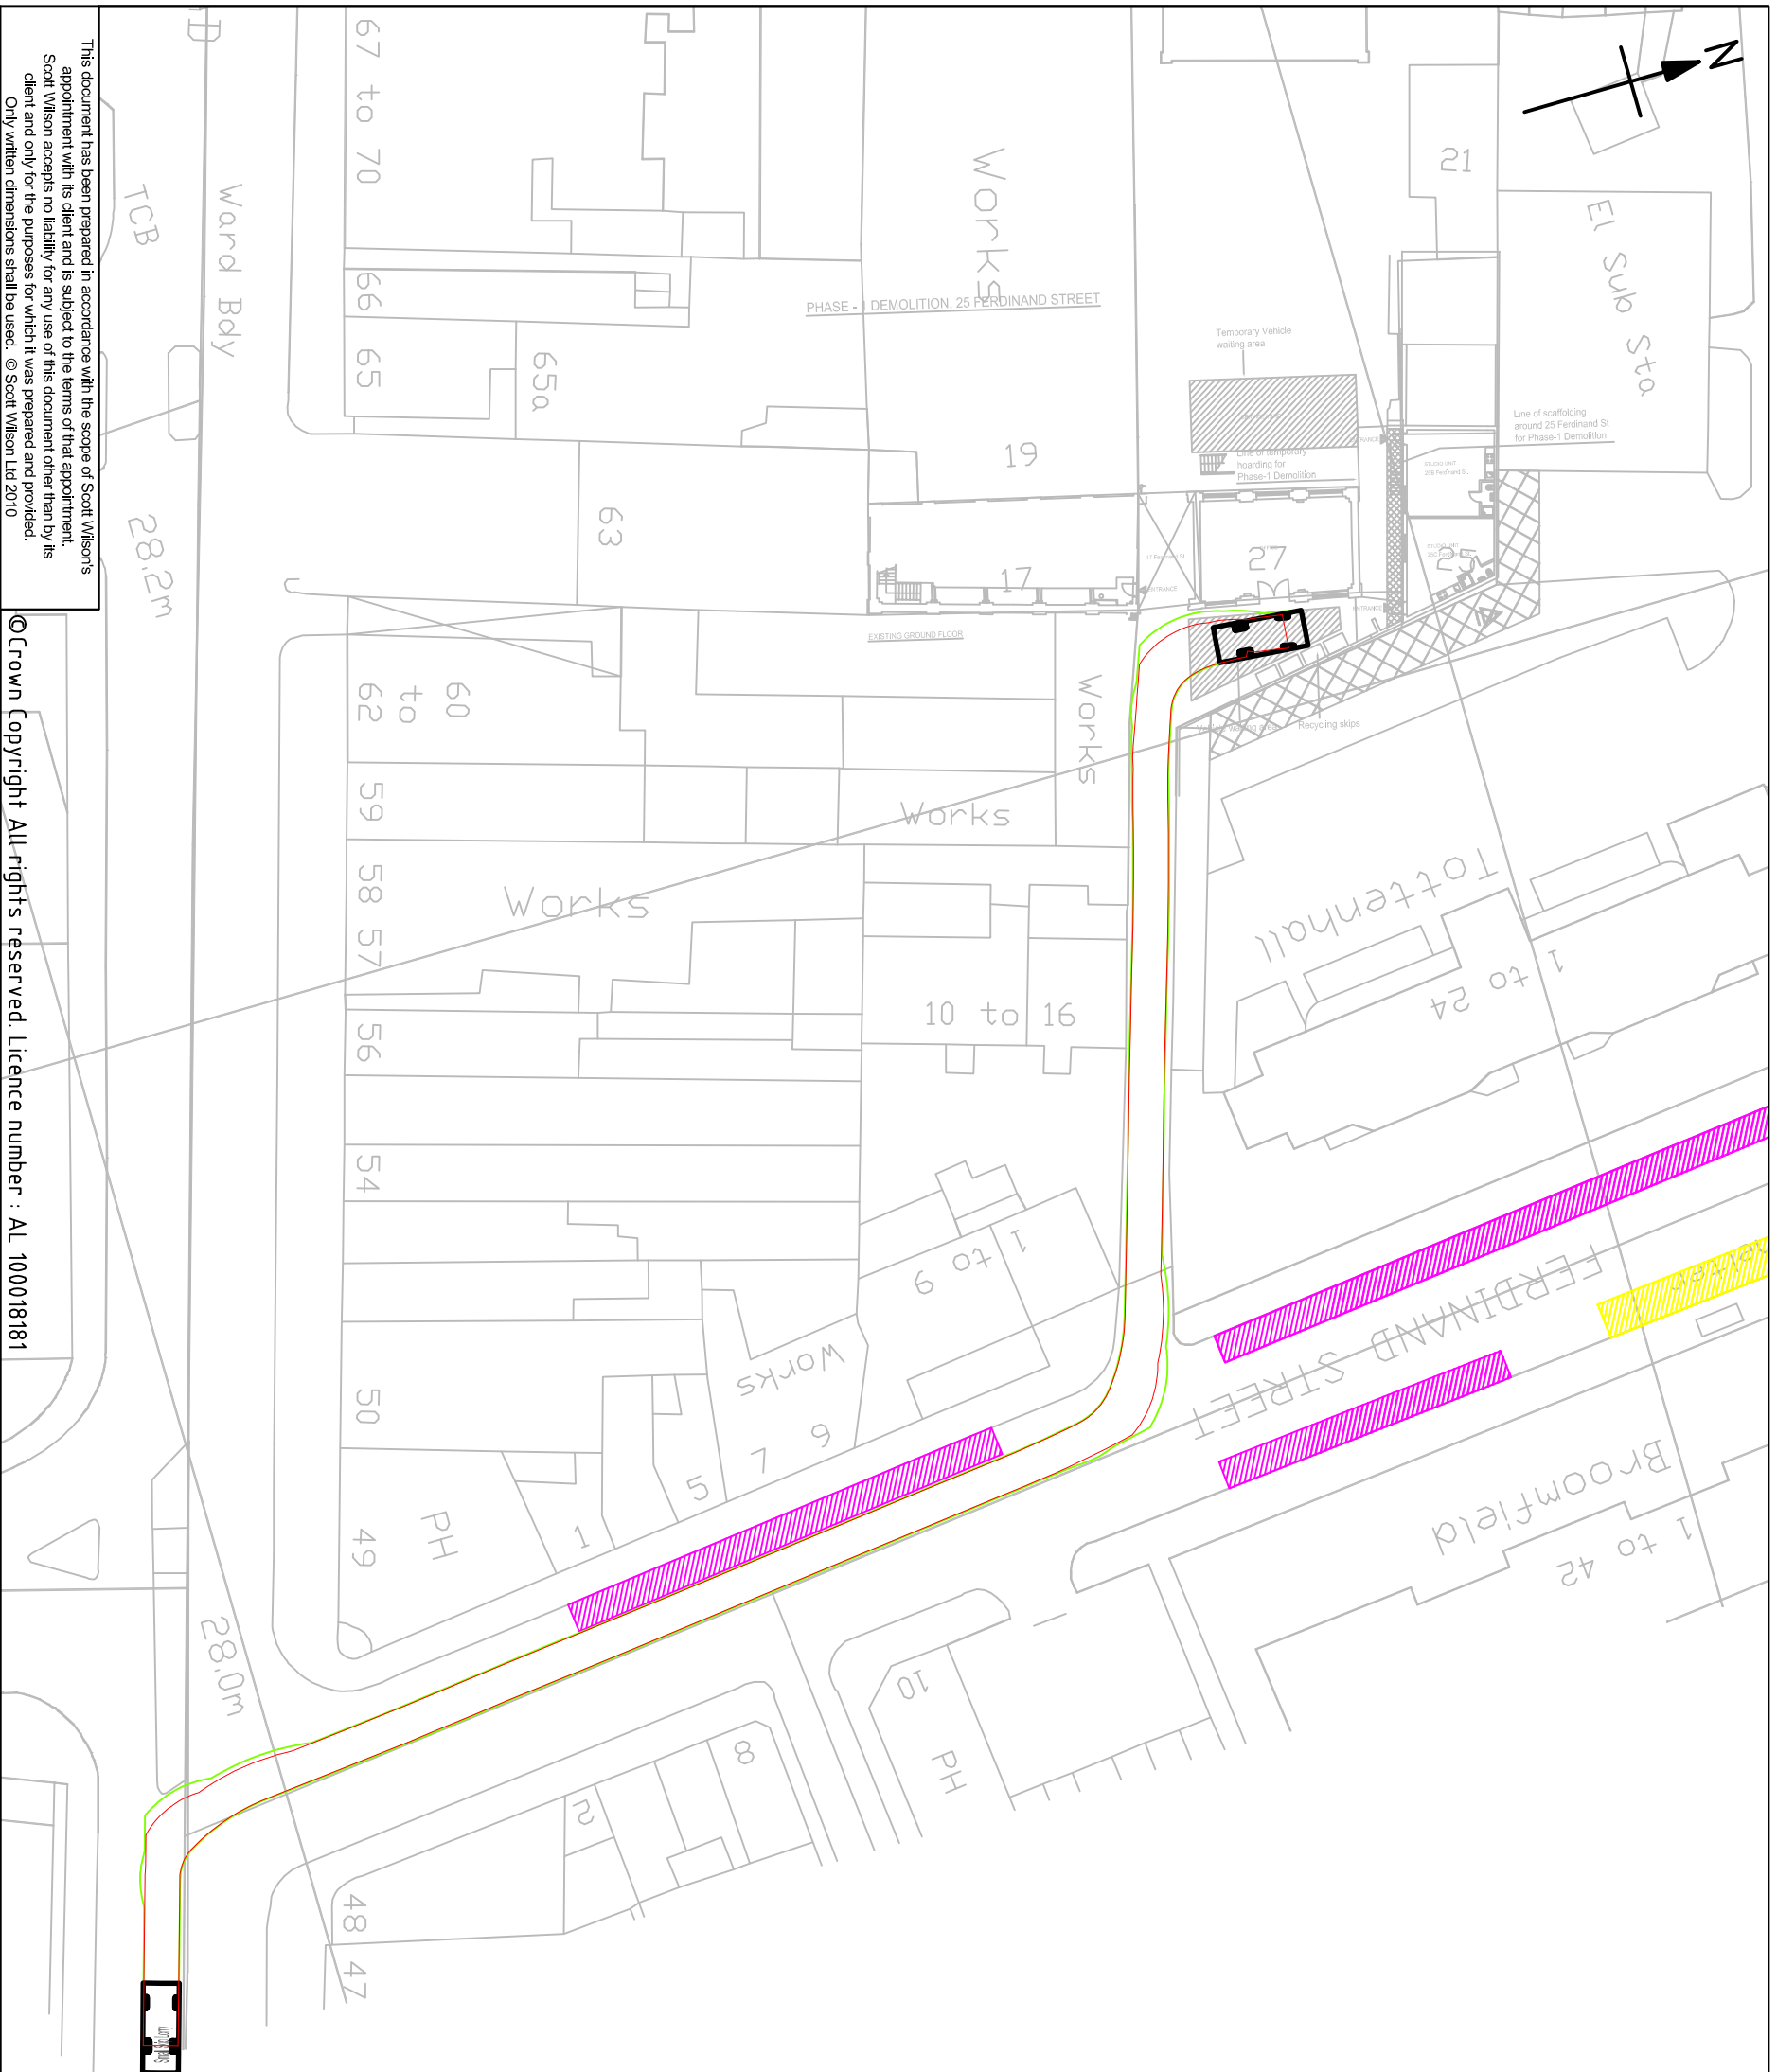 N
21
El Sub Sta
67 to 70
Works
TCB
Ward Bdy
66
PHASE - 1 DEMOLITION, 25 FERDINAND STREET
Temporary Vehicle
waiting area
65
65a
Line of scaffolding
around 25 Ferdinand St
for Phase-1 Demolition
19
Line of temporary
hoarding for
Phase-1 Demolition
ENTRANCE
STUDIO UNIT
63
28.2m
17
27
25
ENTRANCE
ENTRANCE
EXISTING GROUND FLOOR
This document has been prepared in accordance with the scope of Scott Wilson's
appointment with its client and is subject to the terms of that appointment.
Scott Wilson accepts no liability for any use of this document other than by its
client and only for the purposes for which it was prepared and provided.
Only written dimensions shall be used. © Scott Wilson Ltd 2010
©Crown Copyright All rights reserved. Licence number : AL 100018181
60
to
62
Works
Recycling skips
59
Works
58
57
Works
Tottenhall
1 to 24
56
10 to 16
54
1 to 9
FERDINAND STREET
50
Works
5
7
9
1
PH
49
Broomfield
1 to 42
28.0m
10
PH
8
2
48
47